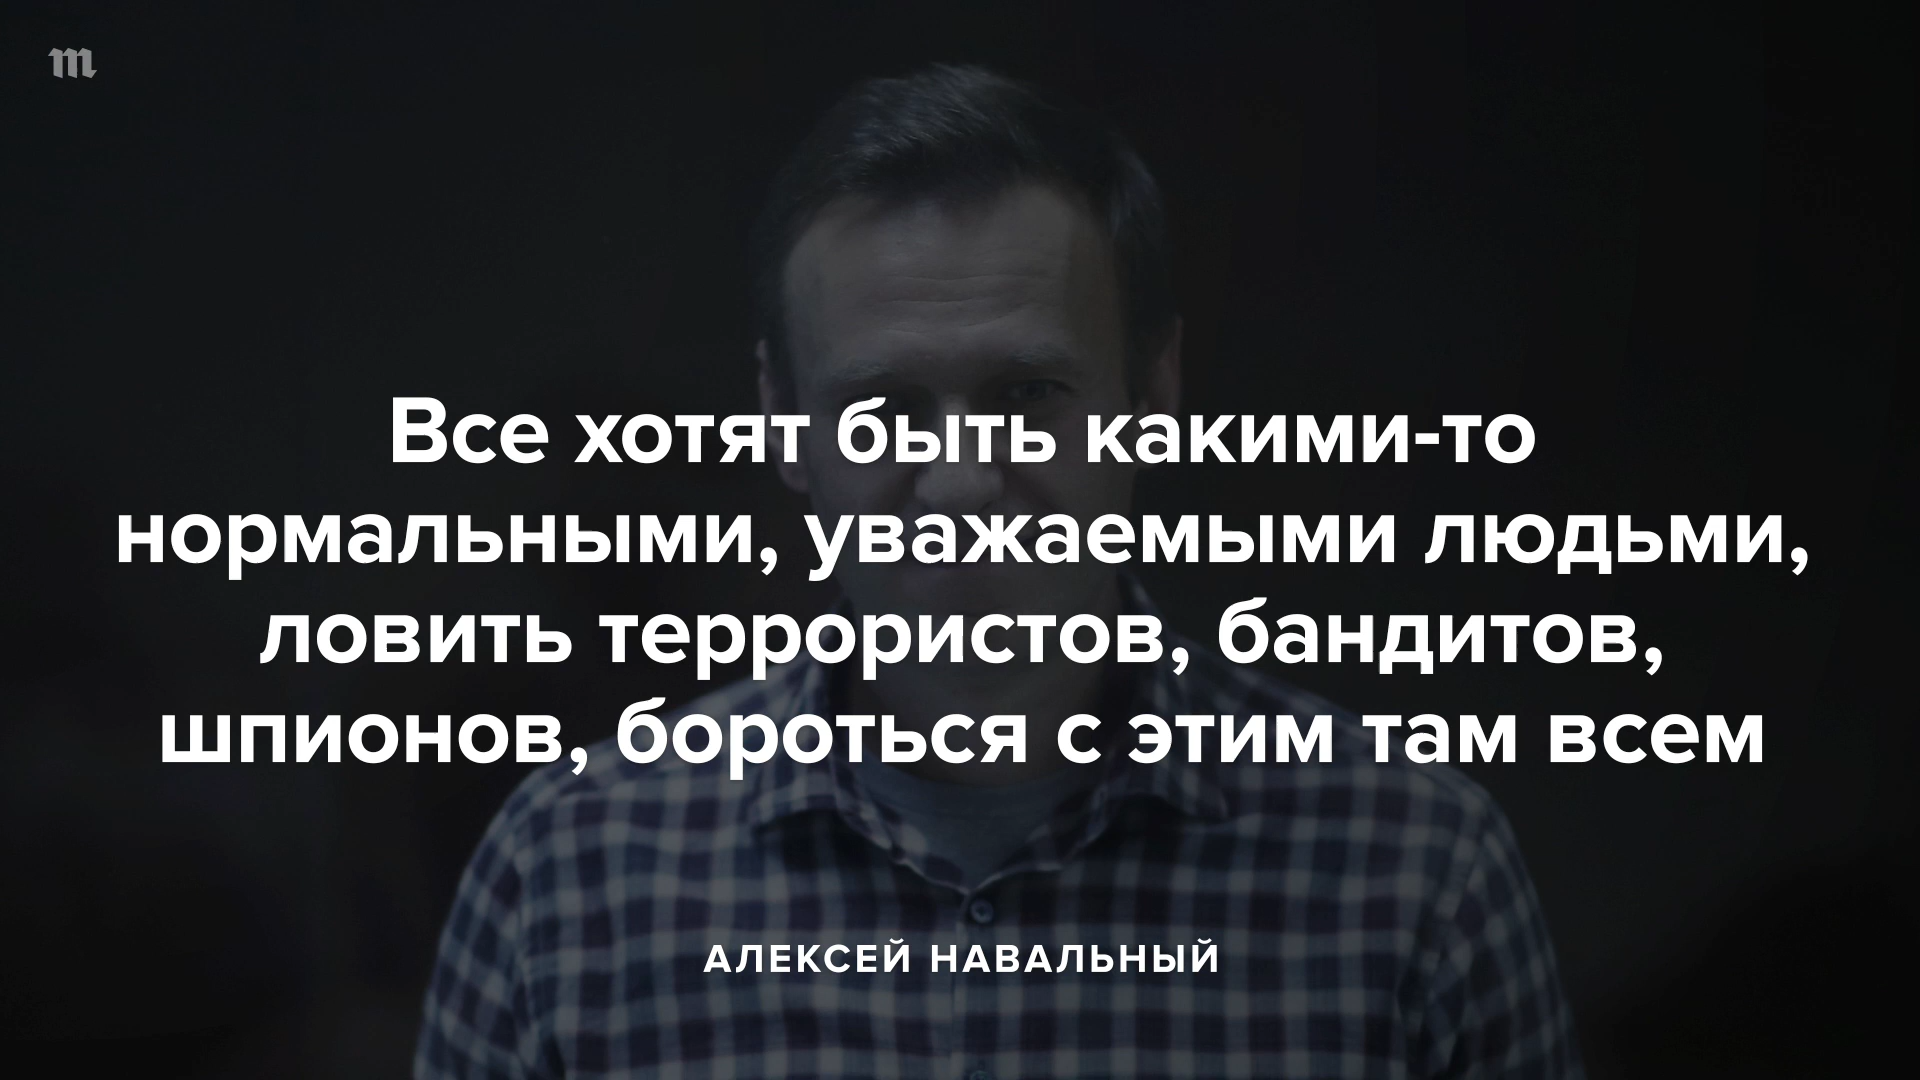 m
Все хотят быть какими-то
нормальными, уважаемыми людьми,
ловить террористов, бандитов,
шпионов, бороться с этим там всем
АЛЕКСЕЙ НАВАЛЬНЫЙ